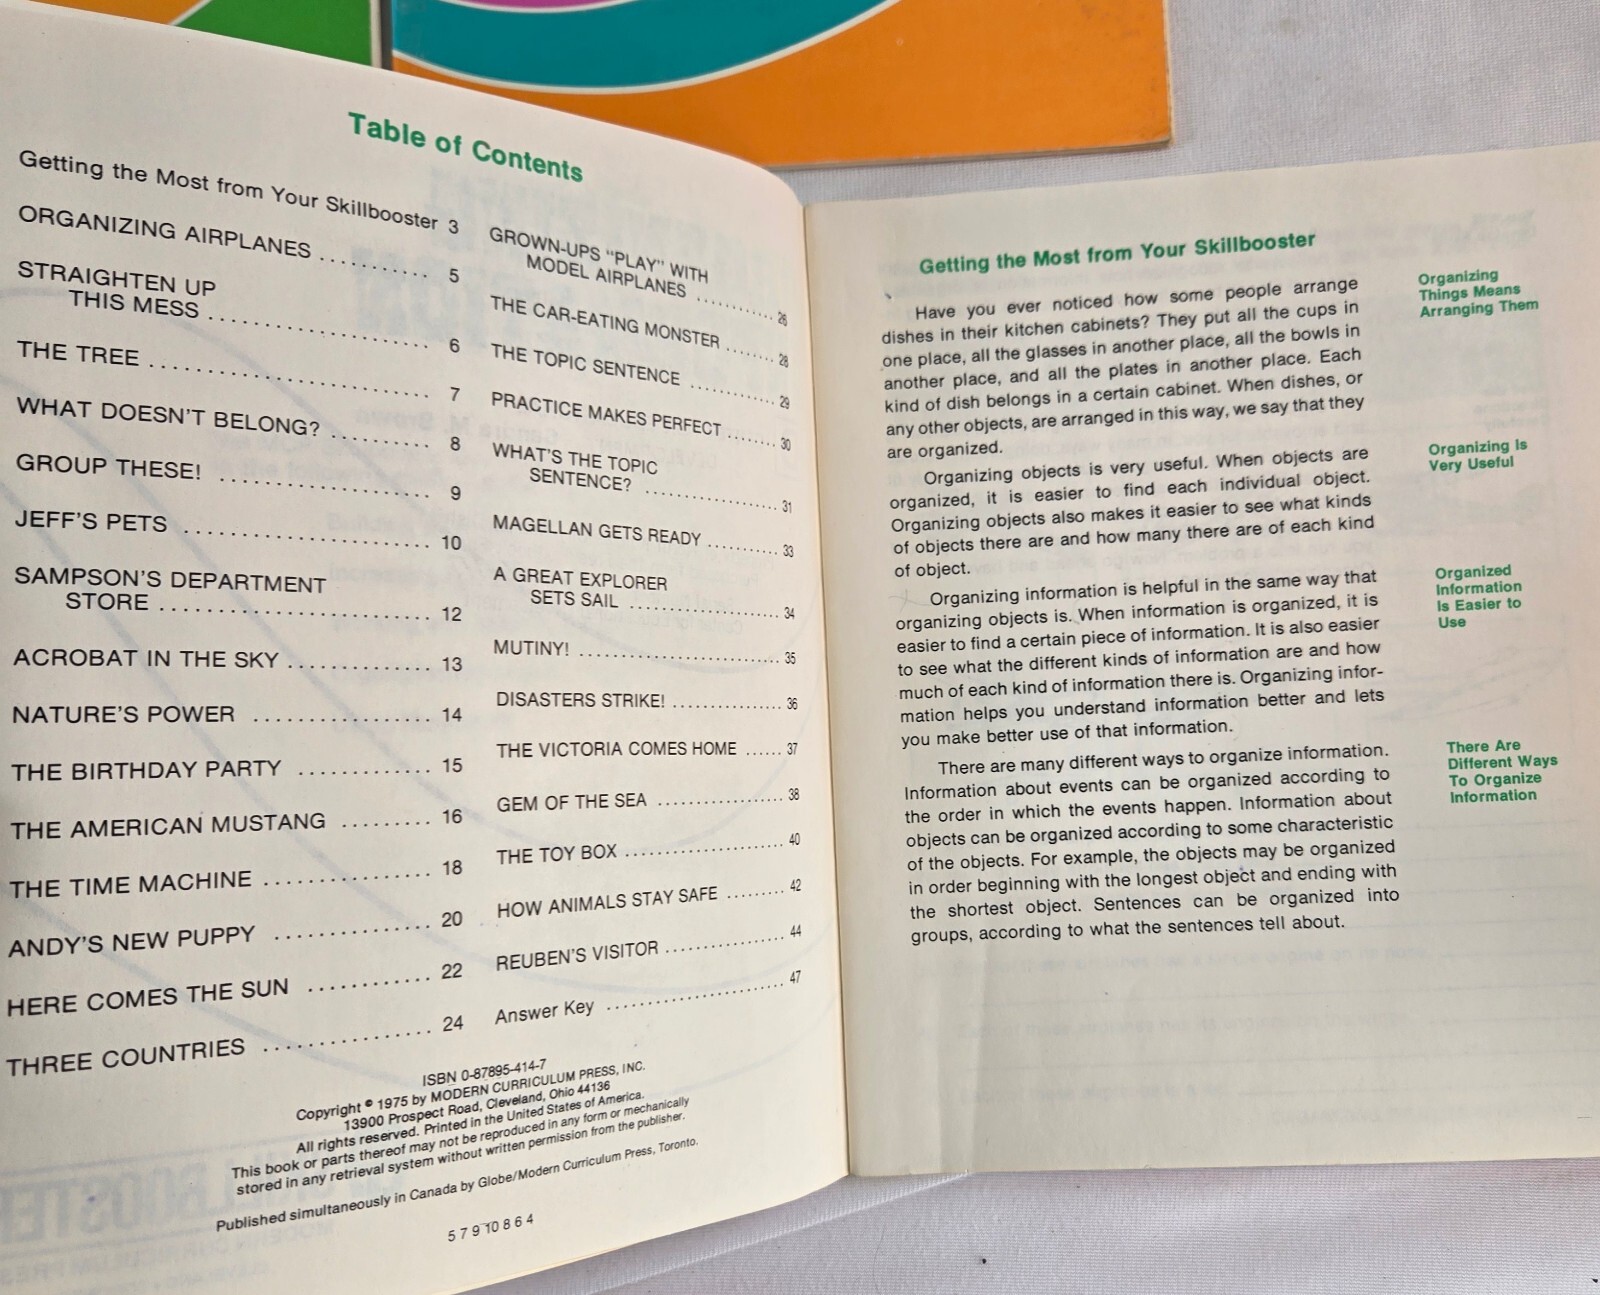 Table of Contents
Getting the Most from Your Skillbooster 3
ORGANIZING AIRPLANES ........... 5
STRAIGHTEN UP
THIS MESS .................... 6
THE TREE ......................... 7
WHAT DOESN'T BELONG? ......... 8
GROUP THESE! ................... 9
JEFF'S PETS ...................... 10
SAMPSON'S DEPARTMENT
STORE ........................ 12
ACROBAT IN THE SKY ............. 13
NATURE'S POWER ................ 14
THE BIRTHDAY PARTY ............ 15
THE AMERICAN MUSTANG ......... 16
THE TIME MACHINE ............... 18
ANDY'S NEW PUPPY .............. 20
HERE COMES THE SUN ........... 22
THREE COUNTRIES ............... 24
GROWN-UPS "PLAY" WITH
MODEL AIRPLANES ........... 26
THE CAR-EATING MONSTER ....... 28
THE TOPIC SENTENCE ............ 29
PRACTICE MAKES PERFECT ....... 30
WHAT'S THE TOPIC
SENTENCE? .................. 31
MAGELLAN GETS READY .......... 33
A GREAT EXPLORER
SETS SAIL .................... 34
MUTINY! .......................... 35
DISASTERS STRIKE! .............. 36
THE VICTORIA COMES HOME ...... 37
GEM OF THE SEA ................ 38
THE TOY BOX .................... 40
HOW ANIMALS STAY SAFE ........ 42
REUBEN'S VISITOR ............... 44
Answer Key ....................... 47
ISBN 0-87895-414-7
Copyright © 1975 by MODERN CURRICULUM PRESS, INC.
13900 Prospect Road, Cleveland, Ohio 44136
All rights reserved. Printed in the United States of America.
This book or parts thereof may not be reproduced in any form or mechanically
stored in any retrieval system without written permission from the publisher.
Published simultaneously in Canada by Globe/Modern Curriculum Press, Toronto.
5 7 9 10 8 6 4
Getting the Most from Your Skillbooster
Have you ever noticed how some people arrange
dishes in their kitchen cabinets? They put all the cups in
one place, all the glasses in another place, all the bowls in
another place, and all the plates in another place. Each
kind of dish belongs in a certain cabinet. When dishes, or
any other objects, are arranged in this way, we say that they
are organized.
Organizing
Things Means
Arranging Them
Organizing objects is very useful. When objects are
organized, it is easier to find each individual object.
Organizing objects also makes it easier to see what kinds
of objects there are and how many there are of each kind
of object.
Organizing Is
Very Useful
Organizing information is helpful in the same way that
organizing objects is. When information is organized, it is
easier to find a certain piece of information. It is also easier
to see what the different kinds of information are and how
much of each kind of information there is. Organizing infor-
mation helps you understand information better and lets
you make better use of that information.
Organized
Information
Is Easier to
Use
There are many different ways to organize information.
Information about events can be organized according to
the order in which the events happen. Information about
objects can be organized according to some characteristic
of the objects. For example, the objects may be organized
in order beginning with the longest object and ending with
the shortest object. Sentences can be organized into
groups, according to what the sentences tell about.
There Are
Different Ways
To Organize
Information